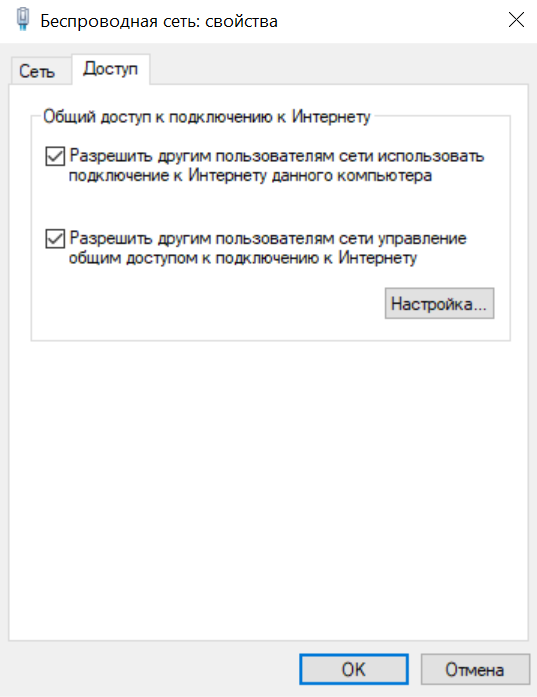 Беспроводная сеть: свойства
Сеть
Доступ
Общий доступ к подключению к Интернету
Разрешить другим пользователям сети использовать
подключение к Интернету данного компьютера
Разрешить другим пользователям сети управление
общим доступом к подключению к Интернету
Настройка...
ОК
Отмена